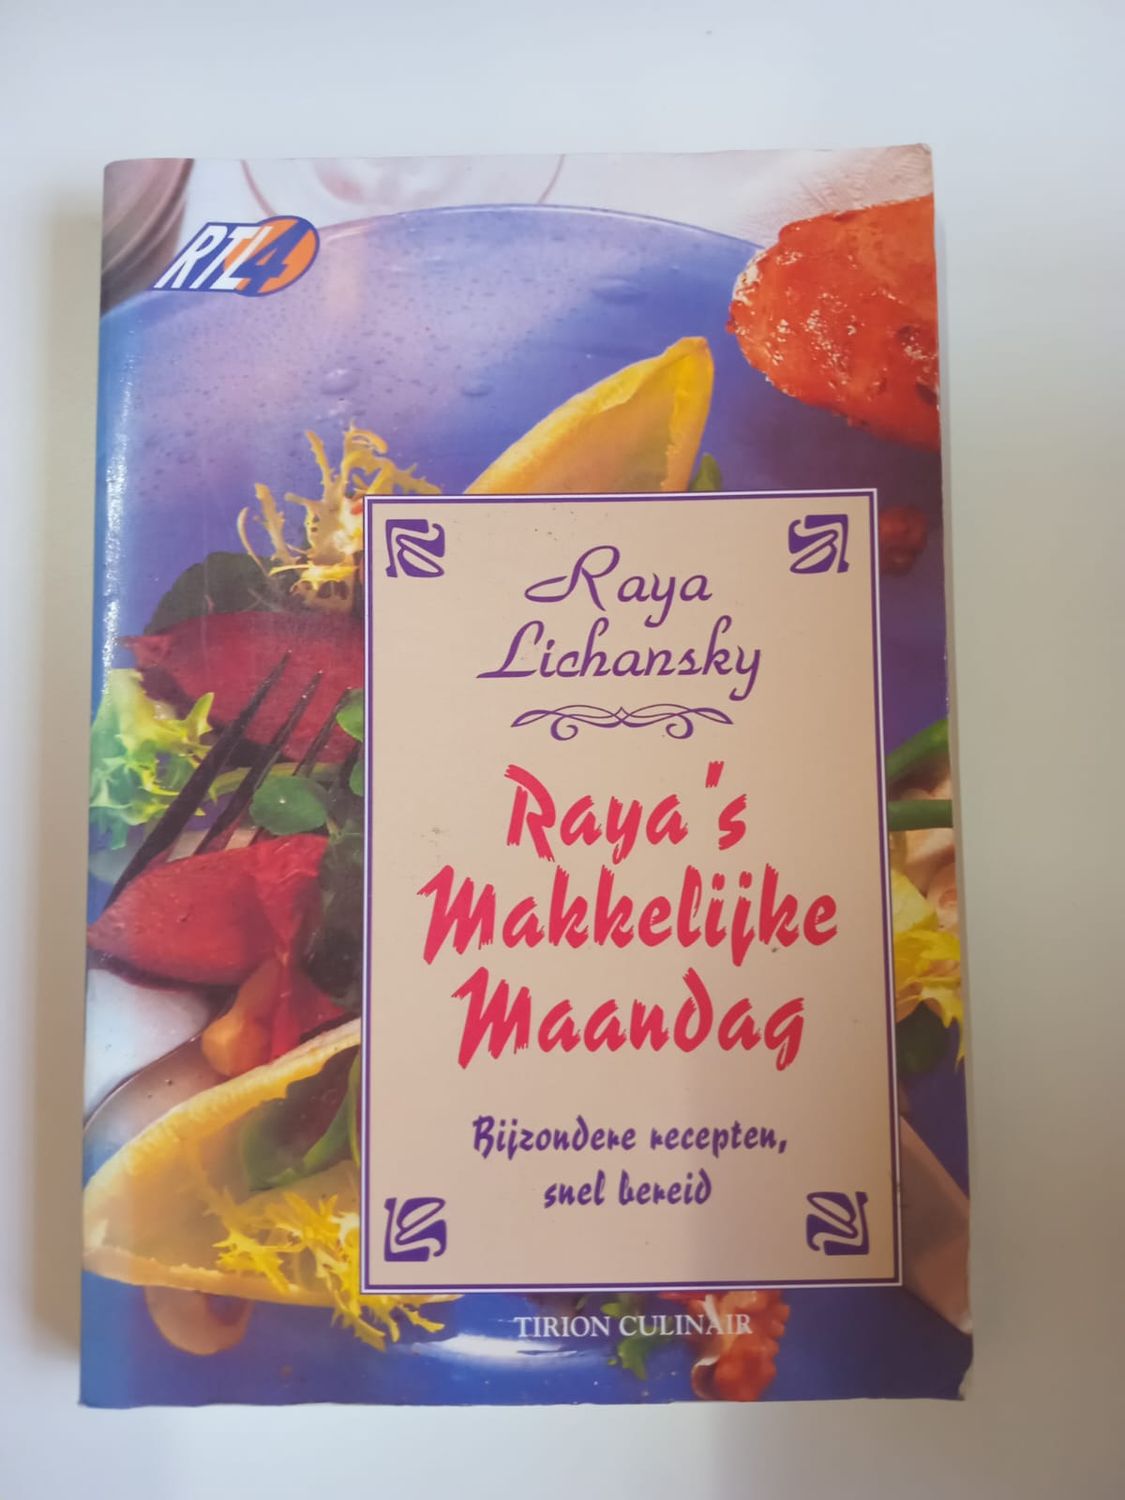 RTL4
Raya
Lichansky
Raya's
Makkelijke
Maandag
Bijzondere recepten,
snel bereid
TIRION CULINAIR